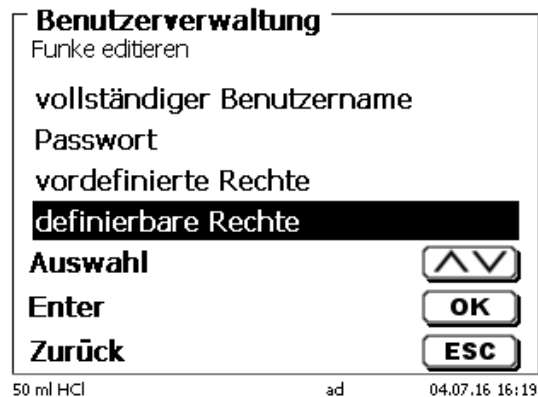 Benutzerverwaltung
Funke editieren
vollständiger Benutzername
Passwort
vordefinierte Rechte
definierbare Rechte
Auswahl
Enter OK
Zurück ESC
50 ml HCl ad 04.07.16 16:19